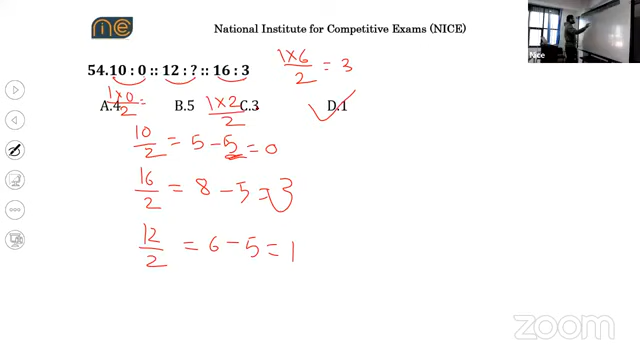 nie
National Institute for Competitive Exams (NICE)
54.10 : 0 :: 12 : ? :: 16 : 3
1×6/2 = 3
1×0/2 =
1×2/2
A.4 B.5 C.3 D.1
10/2 = 5 - 5 = 0
16/2 = 8 - 5 = 3
12/2 = 6 - 5 = 1
Nice
zoom